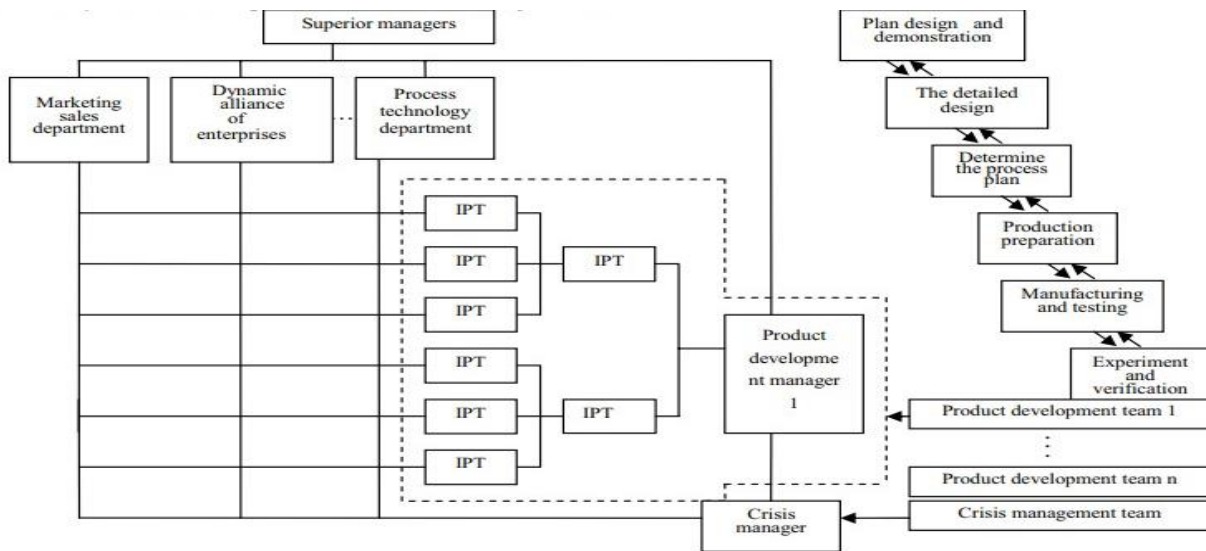 Superior managers
Marketing
sales
department
Dynamic
alliance
of
enterprises
...
Process
technology
department
IPT
IPT
IPT
IPT
IPT
IPT
IPT
IPT
Product
developme
nt manager
1
Crisis
manager
Plan design and
demonstration
The detailed
design
Determine
the process
plan
Production
preparation
Manufacturing
and testing
Experiment
and
verification
Product development team 1
⋮
Product development team n
Crisis management team